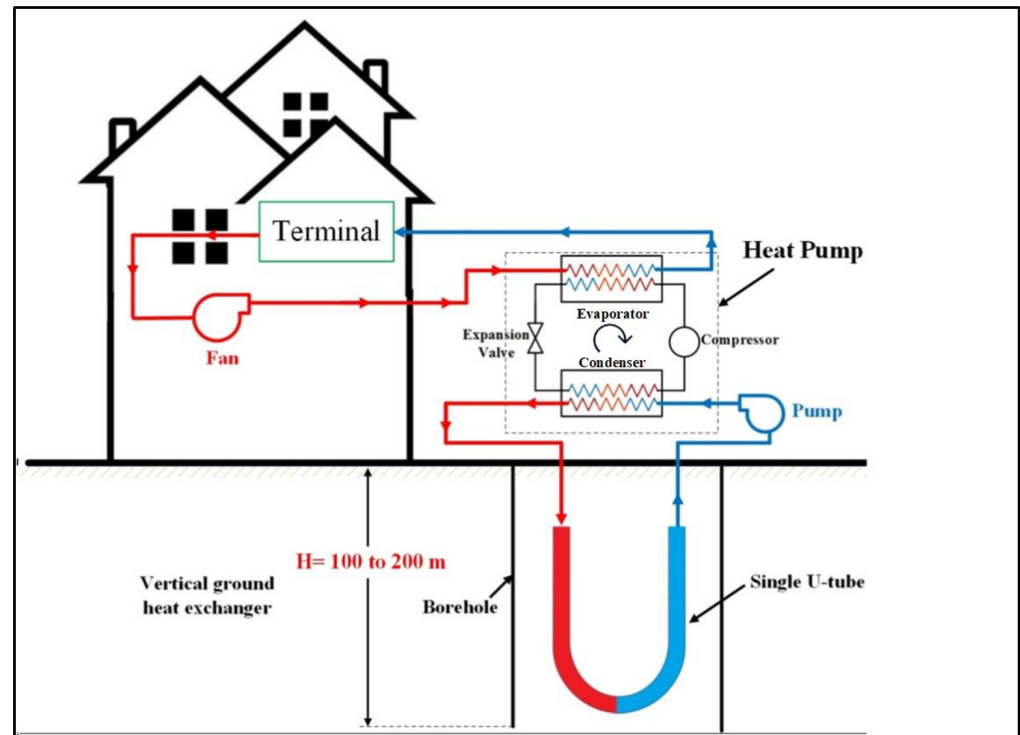 Terminal
Heat Pump
Evaporator
Expansion
Valve
Compressor
Condenser
Fan
Pump
H= 100 to 200 m
Vertical ground
heat exchanger
Borehole
Single U-tube